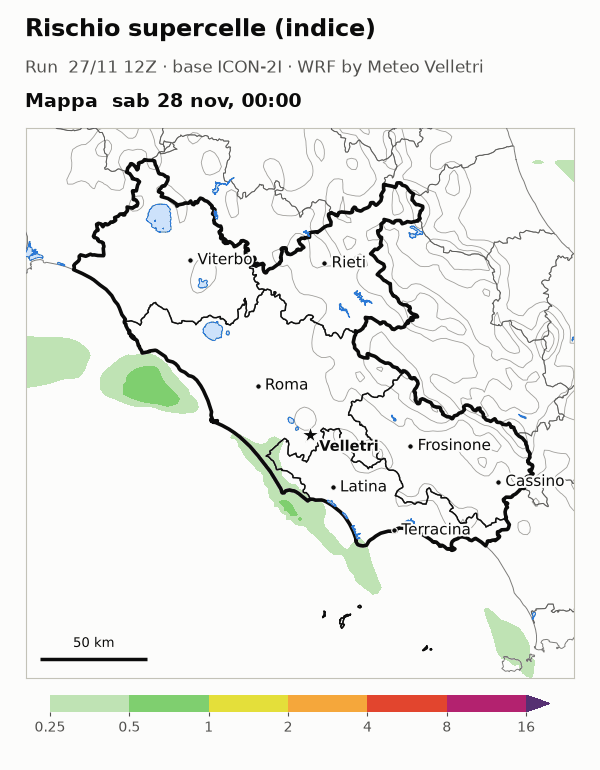 Rischio supercelle (indice)
Run 27/11 12Z · base ICON-2I · WRF by Meteo Velletri
Mappa sab 28 nov, 00:00
Viterbo
Rieti
Roma
Velletri
Frosinone
Cassino
Latina
Terracina
50 km
0.25 0.5 1 2 4 8 16